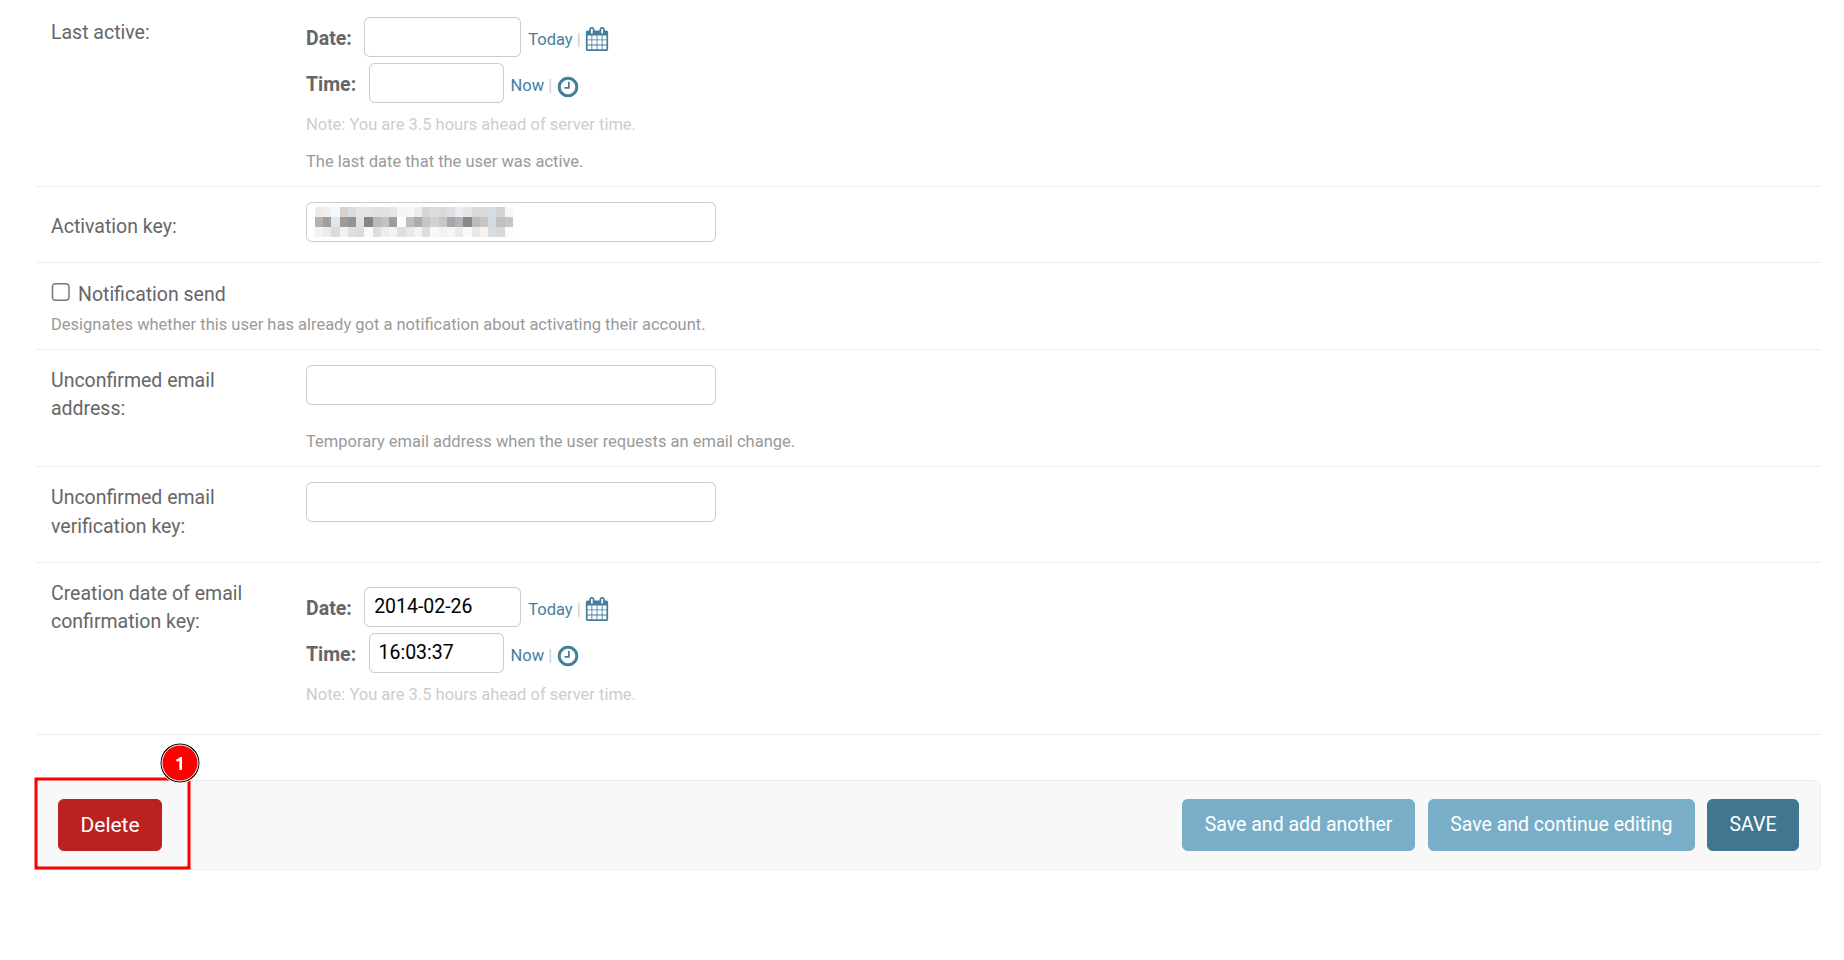 Last active:
Date: Today |
Time: Now |
Note: You are 3.5 hours ahead of server time.
The last date that the user was active.
Activation key:
Notification send
Designates whether this user has already got a notification about activating their account.
Unconfirmed email
address:
Temporary email address when the user requests an email change.
Unconfirmed email
verification key:
Creation date of email
confirmation key:
Date: 2014-02-26 Today |
Time: 16:03:37 Now |
Note: You are 3.5 hours ahead of server time.
1
Delete Save and add another Save and continue editing SAVE